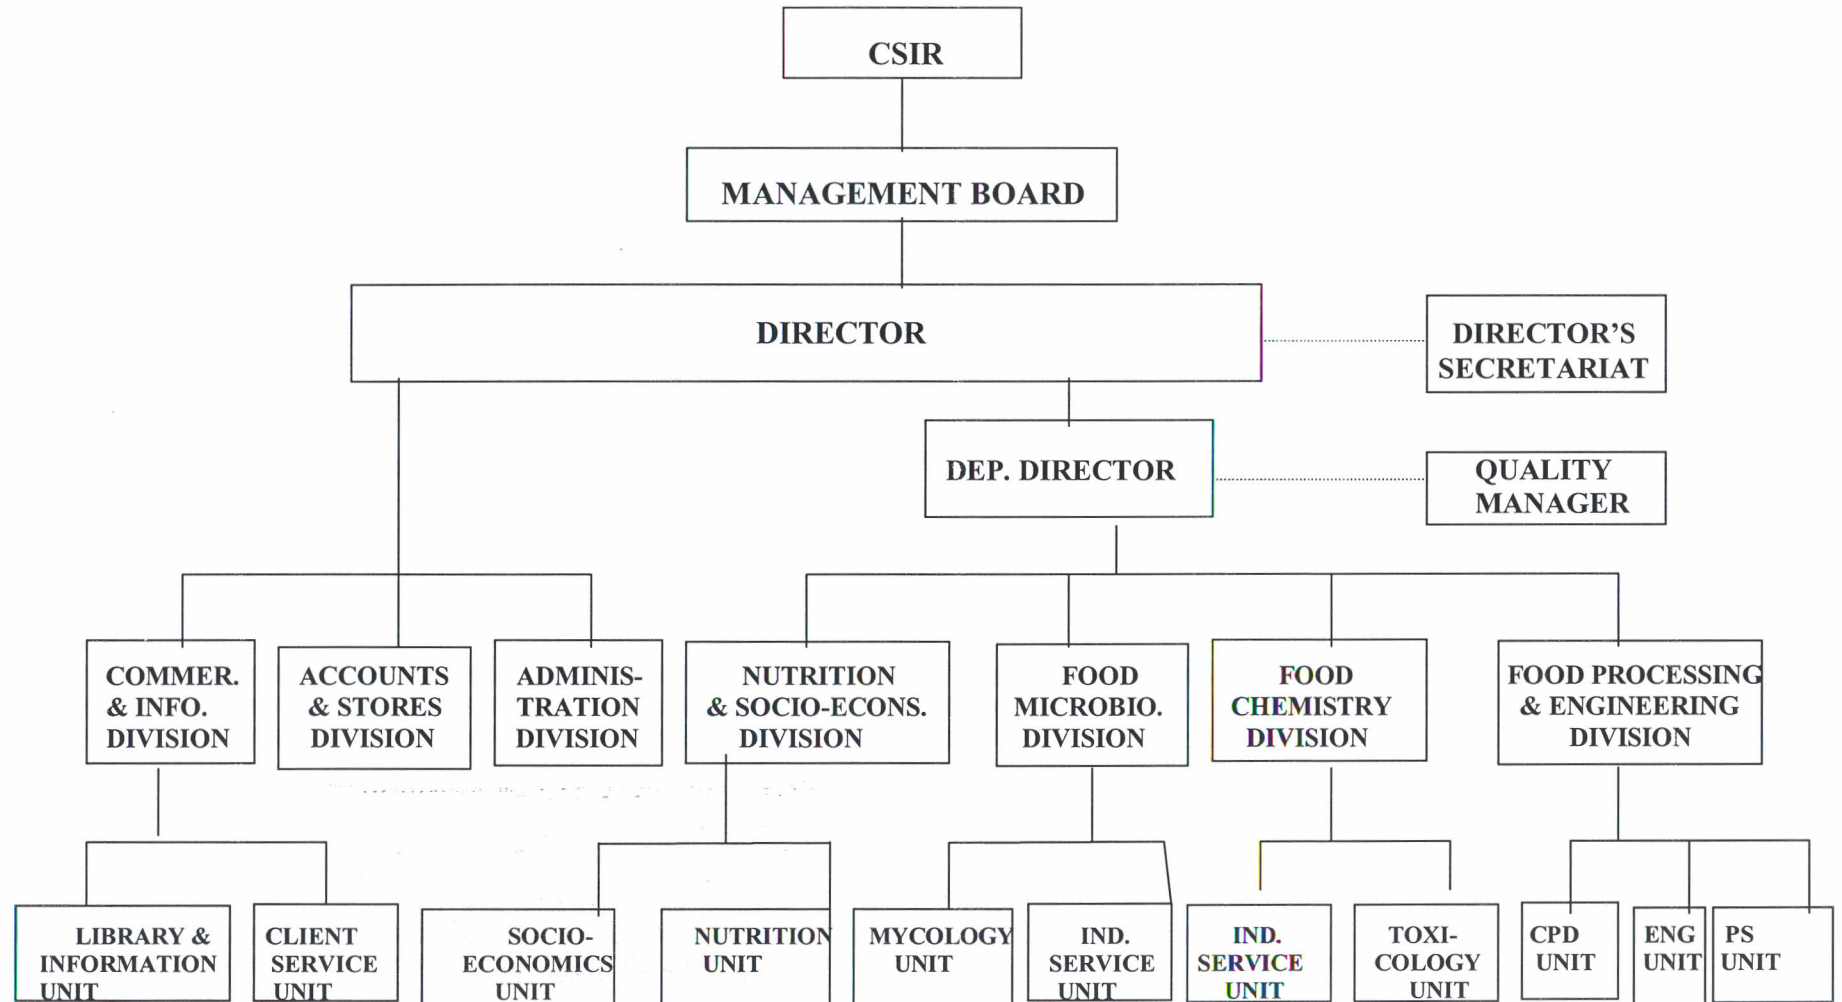 CSIR
MANAGEMENT BOARD
DIRECTOR
DIRECTOR’S
SECRETARIAT
DEP. DIRECTOR
QUALITY
MANAGER
COMMER.
& INFO.
DIVISION
ACCOUNTS
& STORES
DIVISION
ADMINIS-
TRATION
DIVISION
NUTRITION
& SOCIO-ECONS.
DIVISION
FOOD
MICROBIO.
DIVISION
FOOD
CHEMISTRY
DIVISION
FOOD PROCESSING
& ENGINEERING
DIVISION
LIBRARY &
INFORMATION
UNIT
CLIENT
SERVICE
UNIT
SOCIO-
ECONOMICS
UNIT
NUTRITION
UNIT
MYCOLOGY
UNIT
IND.
SERVICE
UNIT
IND.
SERVICE
UNIT
TOXI-
COLOGY
UNIT
CPD
UNIT
ENG
UNIT
PS
UNIT